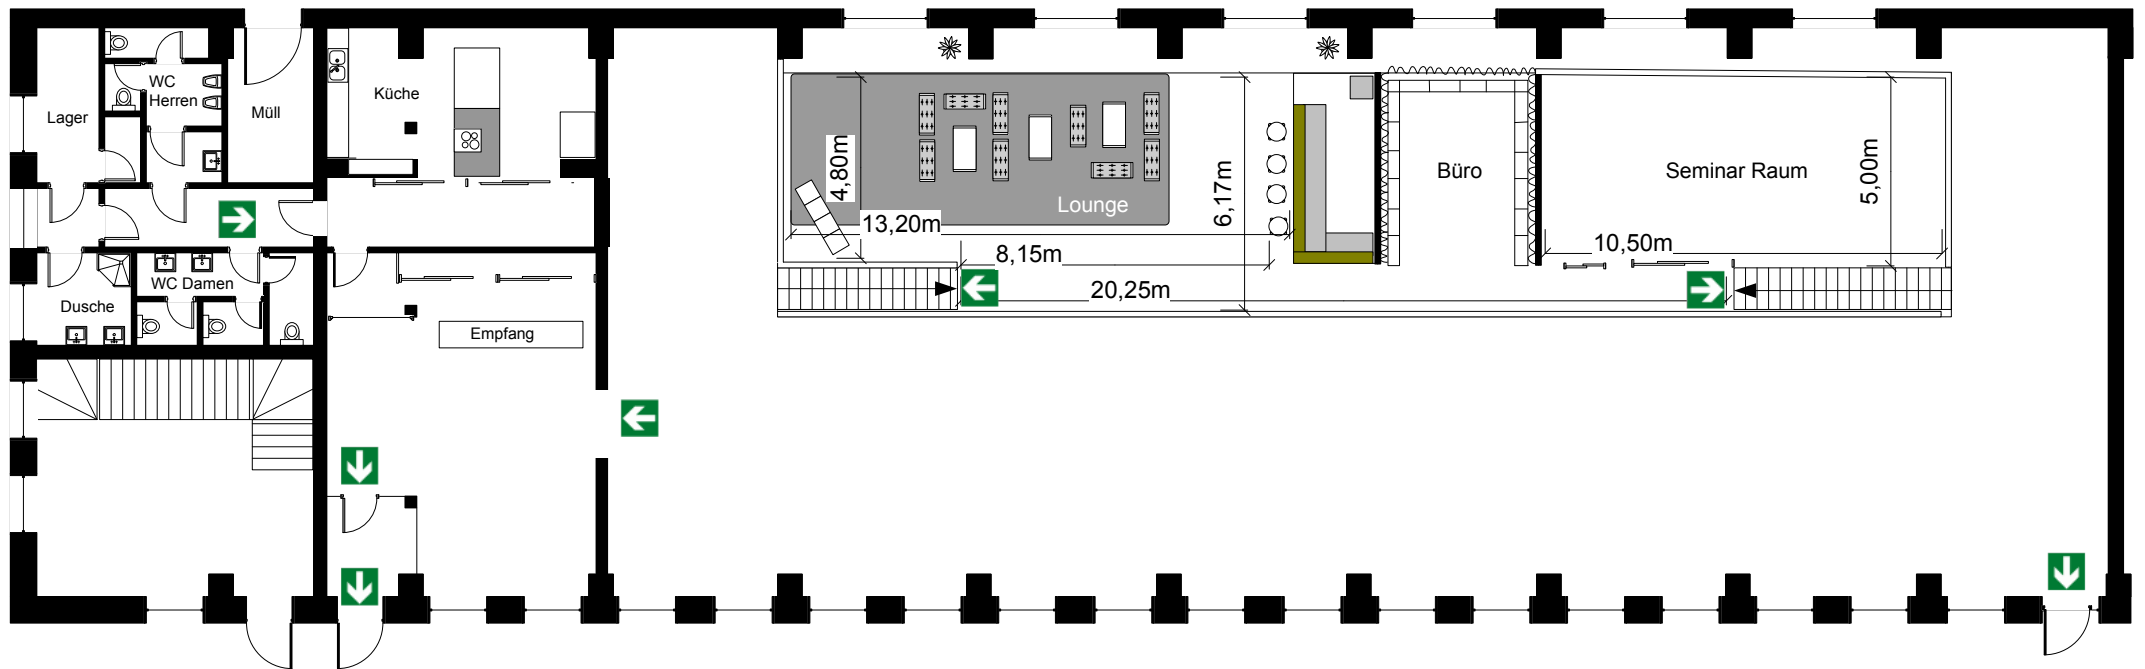 WC
Herren
Lager
Müll
Küche
4,80m
Lounge
13,20m
6,17m
Büro
Seminar Raum
5,00m
10,50m
8,15m
20,25m
WC Damen
Dusche
Empfang